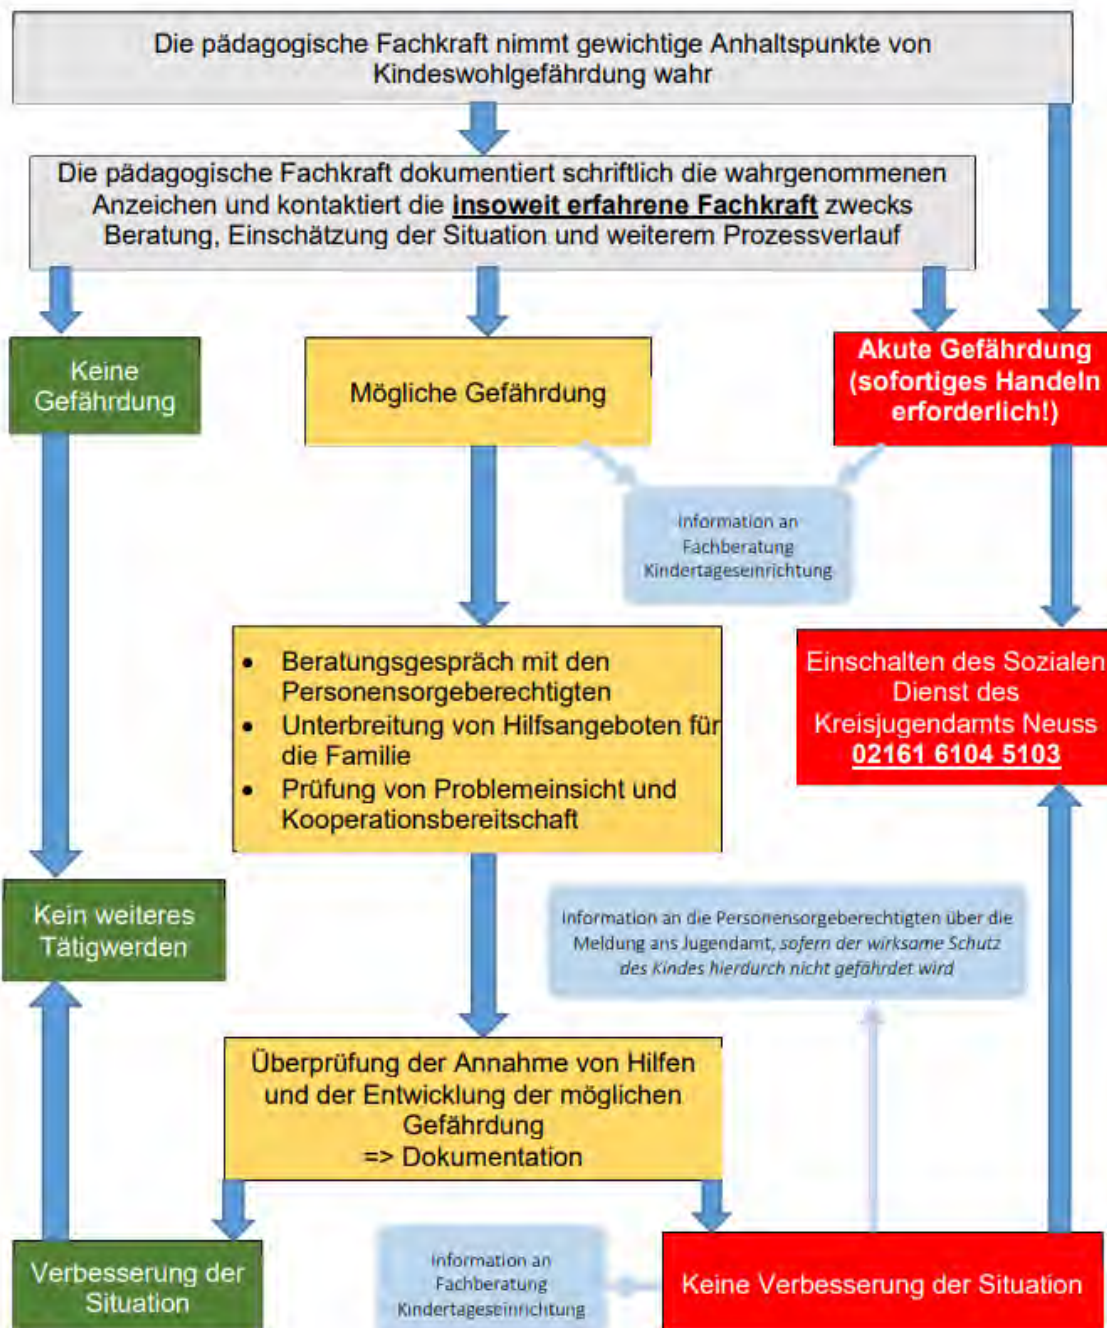 Die pädagogische Fachkraft nimmt gewichtige Anhaltspunkte von
Kindeswohlgefährdung wahr
Die pädagogische Fachkraft dokumentiert schriftlich die wahrgenommenen
Anzeichen und kontaktiert die insoweit erfahrene Fachkraft zwecks
Beratung, Einschätzung der Situation und weiterem Prozessverlauf
Keine
Gefährdung
Mögliche Gefährdung
Akute Gefährdung
(sofortiges Handeln
erforderlich!)
Information an
Fachberatung
Kindertageseinrichtung
• Beratungsgespräch mit den
Personensorgeberechtigten
• Unterbreitung von Hilfsangeboten für
die Familie
• Prüfung von Problemeinsicht und
Kooperationsbereitschaft
Einschalten des Sozialen
Dienst des
Kreisjugendamts Neuss
02161 6104 5103
Kein weiteres
Tätigwerden
Information an die Personensorgeberechtigten über die
Meldung ans Jugendamt, sofern der wirksame Schutz
des Kindes hierdurch nicht gefährdet wird
Überprüfung der Annahme von Hilfen
und der Entwicklung der möglichen
Gefährdung
=> Dokumentation
Verbesserung der
Situation
Information an
Fachberatung
Kindertageseinrichtung
Keine Verbesserung der Situation